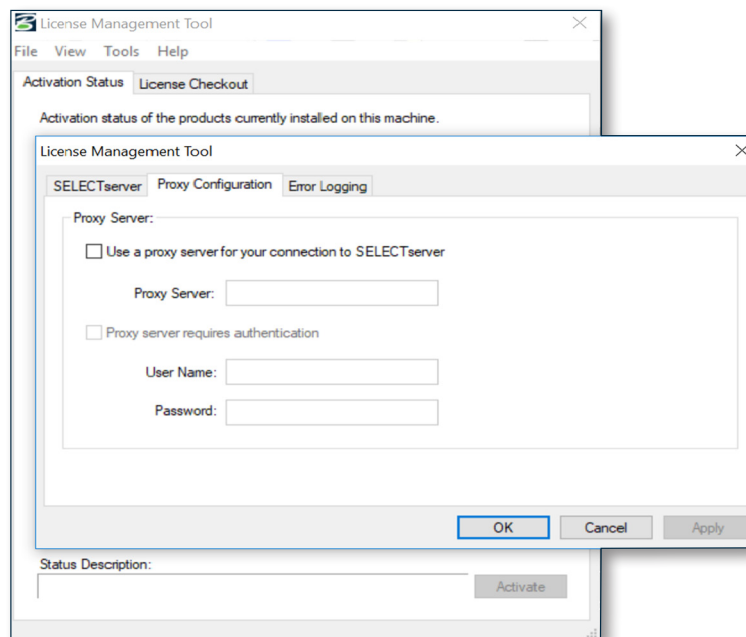 License Management Tool
File View Tools Help
Activation Status License Checkout
Activation status of the products currently installed on this machine.
License Management Tool
SELECTserver Proxy Configuration Error Logging
Proxy Server:
Use a proxy server for your connection to SELECTserver
Proxy Server:
Proxy server requires authentication
User Name:
Password:
OK Cancel Apply
Status Description:
Activate